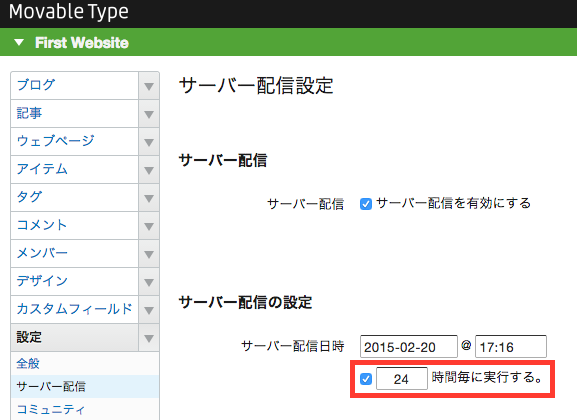 Movable Type
First Website
ブログ
記事
ウェブページ
アイテム
タグ
コメント
メンバー
デザイン
カスタムフィールド
設定
全般
サーバー配信
コミュニティ
サーバー配信設定
サーバー配信
サーバー配信 サーバー配信を有効にする
サーバー配信の設定
サーバー配信日時 2015-02-20 @ 17:16
24 時間毎に実行する。